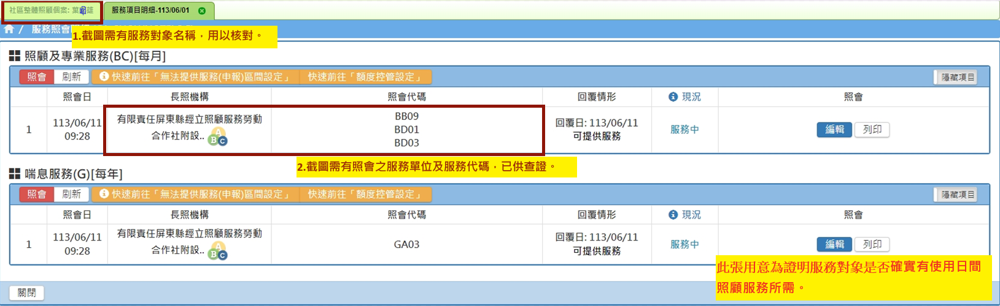 社區整體照顧個案: 葉 雄
服務項目明細-113/06/01
/ 服務照會
1.截圖需有服務對象名稱，用以核對。
照顧及專業服務(BC)[每月]
照會 刷新 快速前往「無法提供服務(申報)區間設定」 快速前往「額度控管設定」 隱藏項目
照會日 長照機構 照會代碼 回覆情形 現況 照會
1 113/06/11 09:28 有限責任屏東縣經立照顧服務勞動合作社附設.. A B C BB09 BD01 BD03 回覆日: 113/06/11 可提供服務 服務中 編輯 列印
2.截圖需有照會之服務單位及服務代碼，已供查證。
喘息服務(G)[每年]
照會 刷新 快速前往「無法提供服務(申報)區間設定」 快速前往「額度控管設定」 隱藏項目
照會日 長照機構 照會代碼 回覆情形 現況 照會
1 113/06/11 09:28 有限責任屏東縣經立照顧服務勞動合作社附設.. A B C GA03 回覆日: 113/06/11 可提供服務 服務中 編輯 列印
此張用意為證明服務對象是否確實有使用日間
照顧服務所需。
關閉